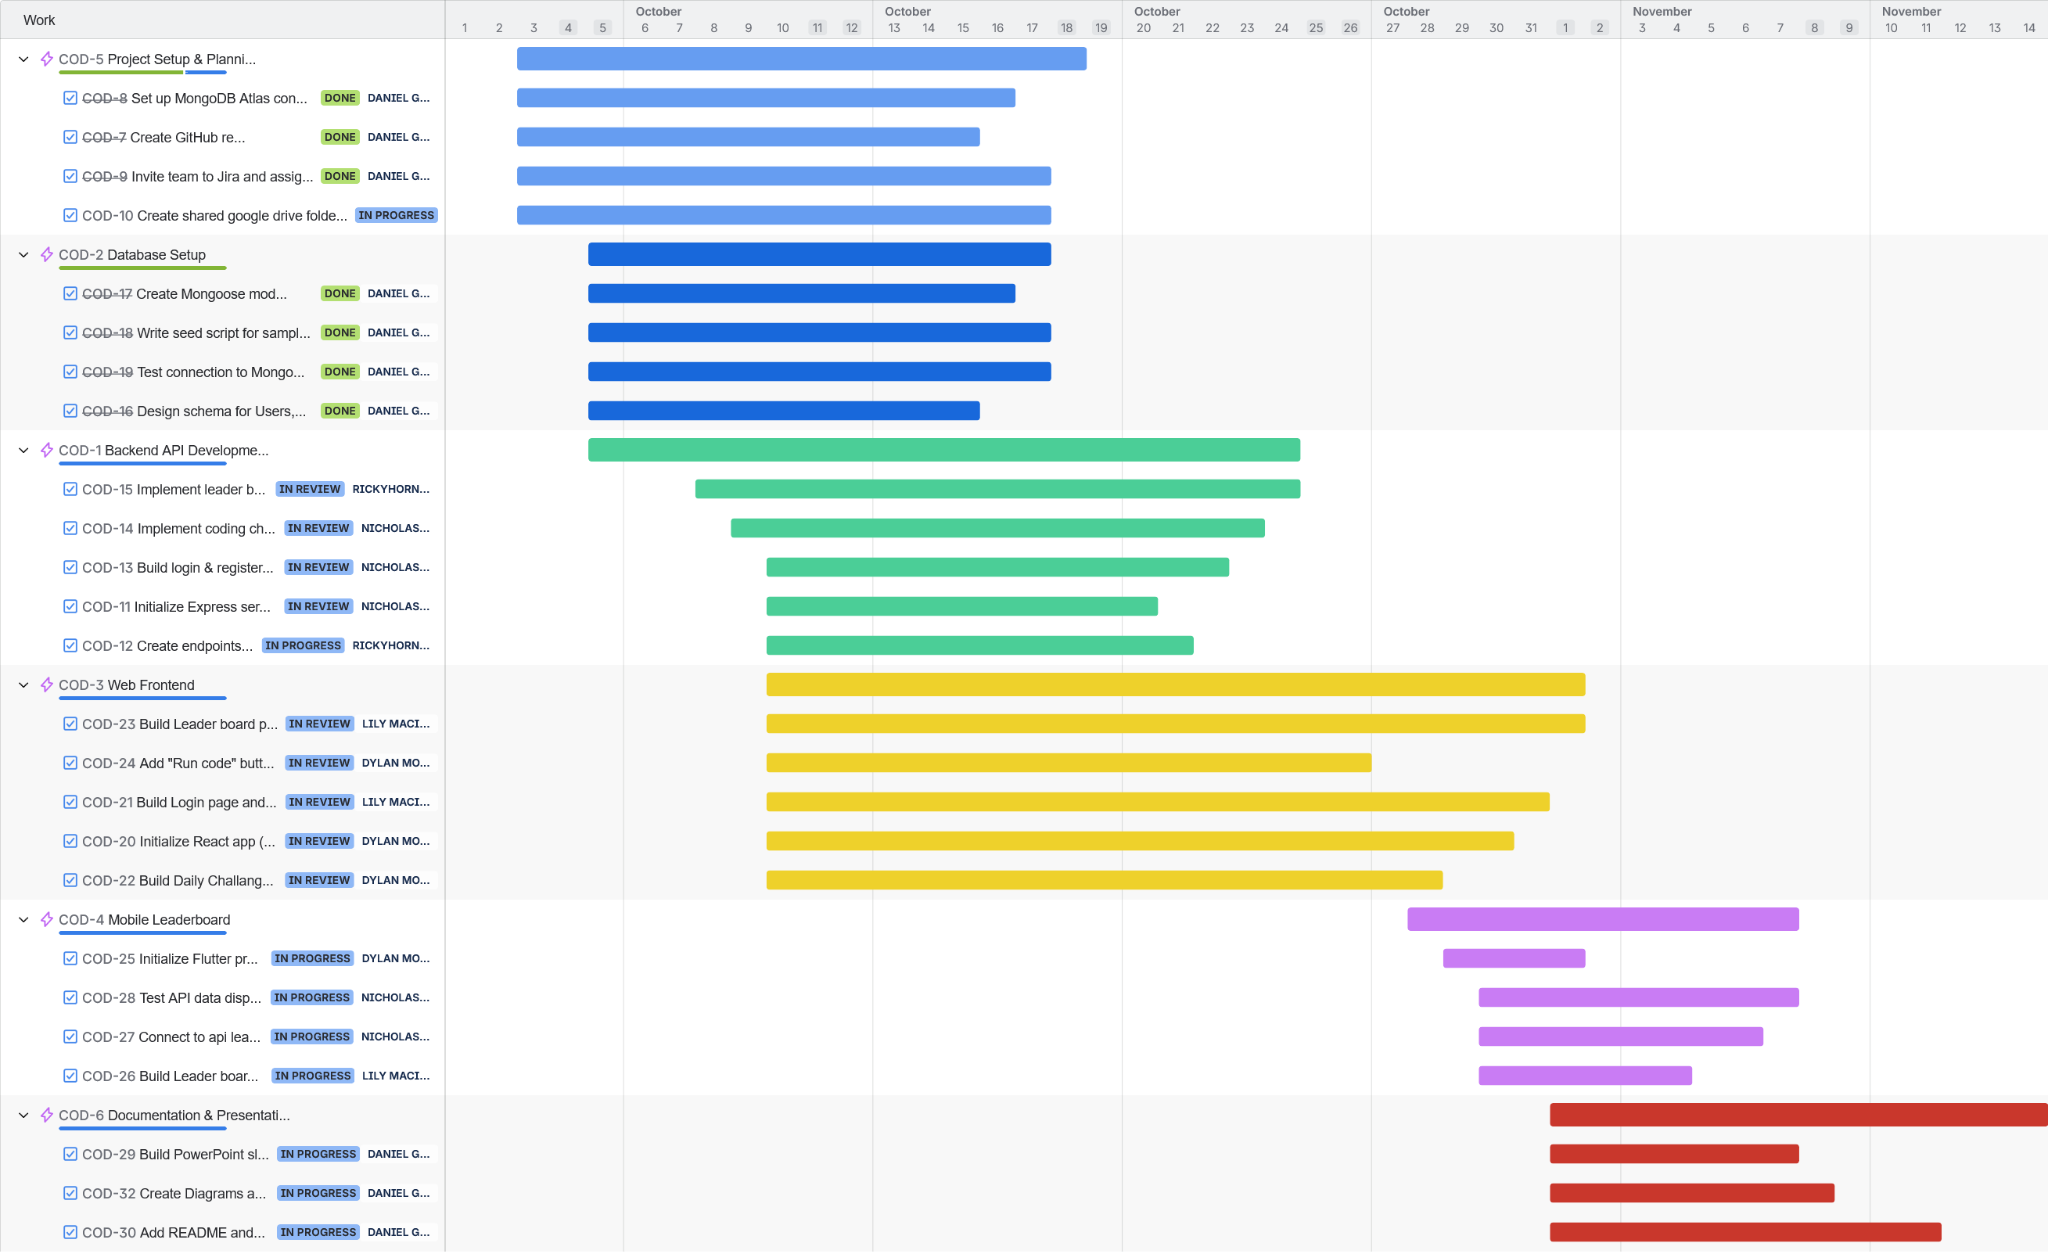 Work
October October October October November November
1 2 3 4 5 6 7 8 9 10 11 12 13 14 15 16 17 18 19 20 21 22 23 24 25 26 27 28 29 30 31 1 2 3 4 5 6 7 8 9 10 11 12 13 14
COD-5 Project Setup & Planni...
COD-8 Set up MongoDB Atlas con... DONE DANIEL G...
COD-7 Create GitHub re... DONE DANIEL G...
COD-9 Invite team to Jira and assig... DONE DANIEL G...
COD-10 Create shared google drive folde... IN PROGRESS
COD-2 Database Setup
COD-17 Create Mongoose mod... DONE DANIEL G...
COD-18 Write seed script for sampl... DONE DANIEL G...
COD-19 Test connection to Mongo... DONE DANIEL G...
COD-16 Design schema for Users,... DONE DANIEL G...
COD-1 Backend API Developme...
COD-15 Implement leader b... IN REVIEW RICKYHORN...
COD-14 Implement coding ch... IN REVIEW NICHOLAS...
COD-13 Build login & register... IN REVIEW NICHOLAS...
COD-11 Initialize Express ser... IN REVIEW NICHOLAS...
COD-12 Create endpoints... IN PROGRESS RICKYHORN...
COD-3 Web Frontend
COD-23 Build Leader board p... IN REVIEW LILY MACI...
COD-24 Add "Run code" butt... IN REVIEW DYLAN MO...
COD-21 Build Login page and... IN REVIEW LILY MACI...
COD-20 Initialize React app (... IN REVIEW DYLAN MO...
COD-22 Build Daily Challang... IN REVIEW DYLAN MO...
COD-4 Mobile Leaderboard
COD-25 Initialize Flutter pr... IN PROGRESS DYLAN MO...
COD-28 Test API data disp... IN PROGRESS NICHOLAS...
COD-27 Connect to api lea... IN PROGRESS NICHOLAS...
COD-26 Build Leader boar... IN PROGRESS LILY MACI...
COD-6 Documentation & Presentati...
COD-29 Build PowerPoint sl... IN PROGRESS DANIEL G...
COD-32 Create Diagrams a... IN PROGRESS DANIEL G...
COD-30 Add README and... IN PROGRESS DANIEL G...